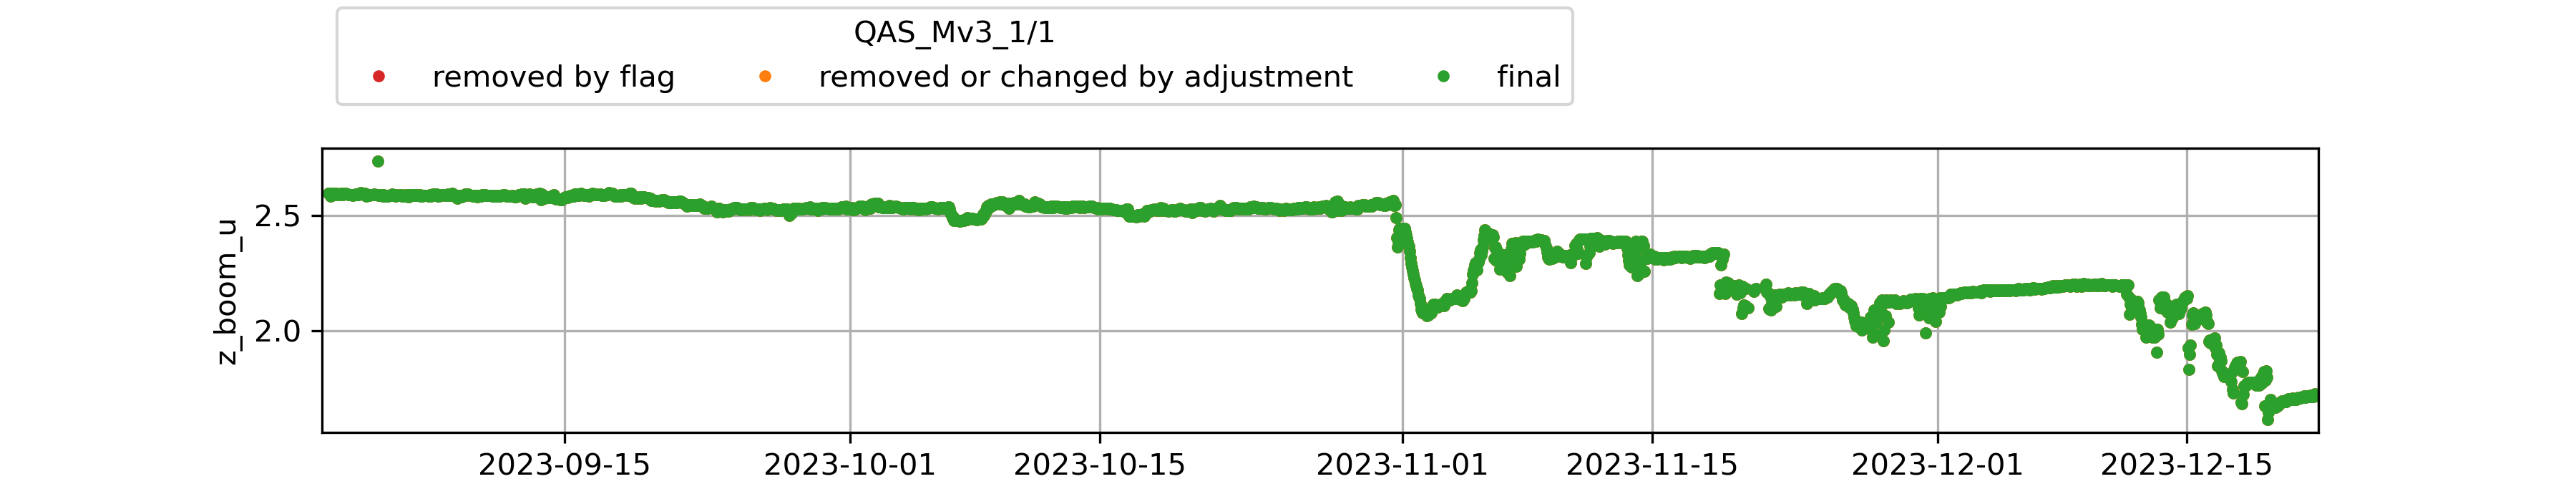 QAS_Mv3_1/1
removed by flag removed or changed by adjustment final
z_boom_u
2.5
2.0
2023-09-15 2023-10-01 2023-10-15 2023-11-01 2023-11-15 2023-12-01 2023-12-15